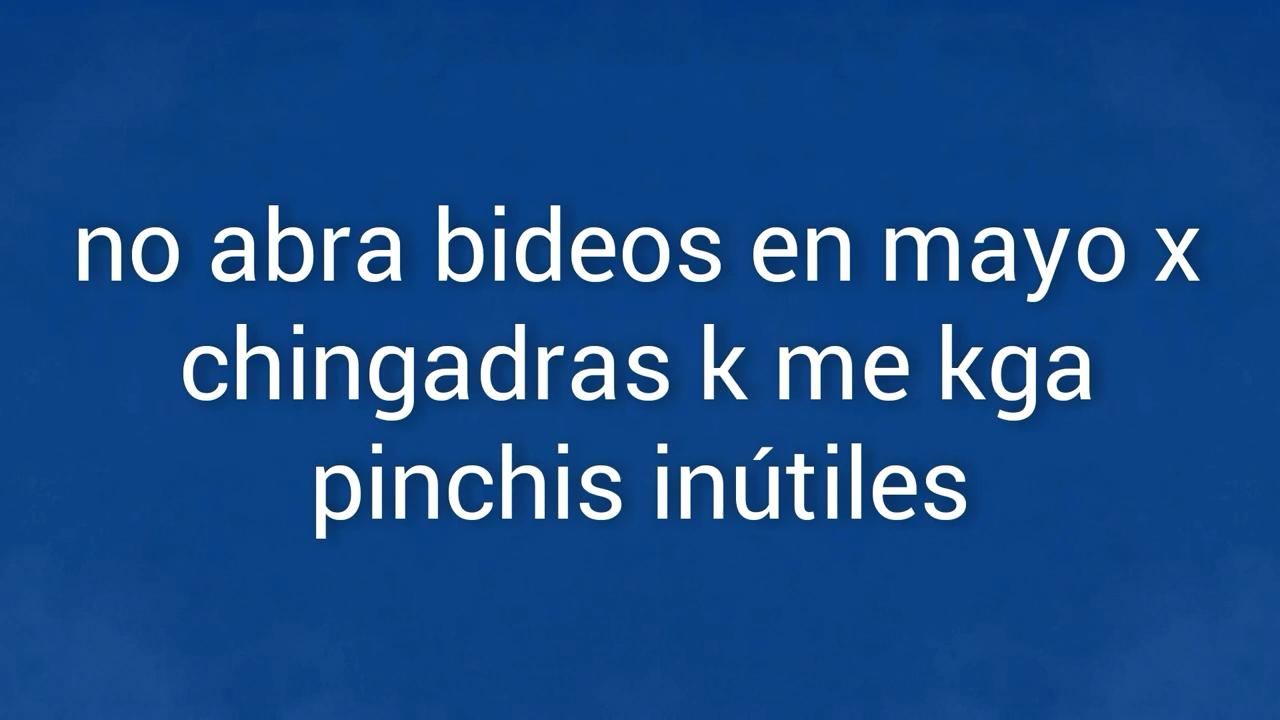 no abra bideos en mayo x
chingadras k me kga
pinchis inútiles